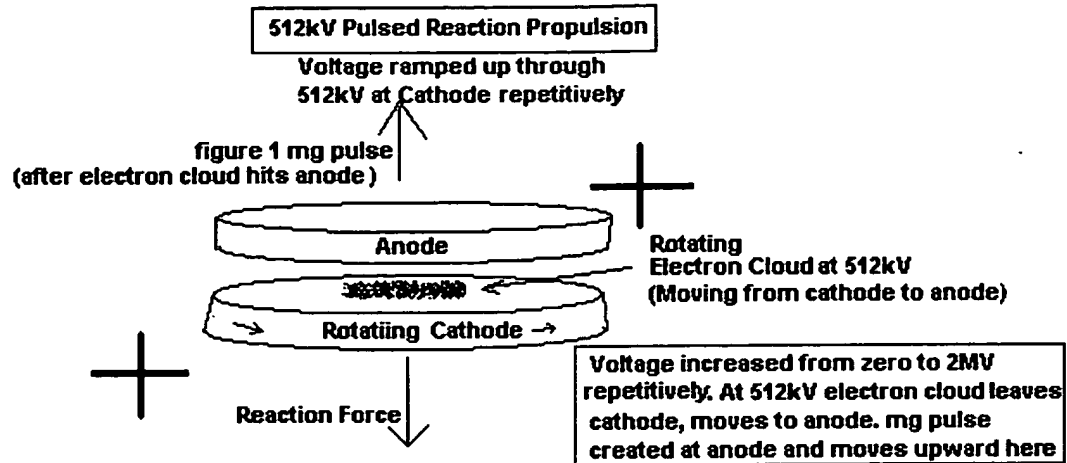 512kV Pulsed Reaction Propulsion
Voltage ramped up through
512kV at Cathode repetitively
figure 1 mg pulse
(after electron cloud hits anode )
Anode
Rotating
Electron Cloud at 512kV
(Moving from cathode to anode)
Rotatiing Cathode
Reaction Force
Voltage increased from zero to 2MV
repetitively. At 512kV electron cloud leaves
cathode, moves to anode. mg pulse
created at anode and moves upward here